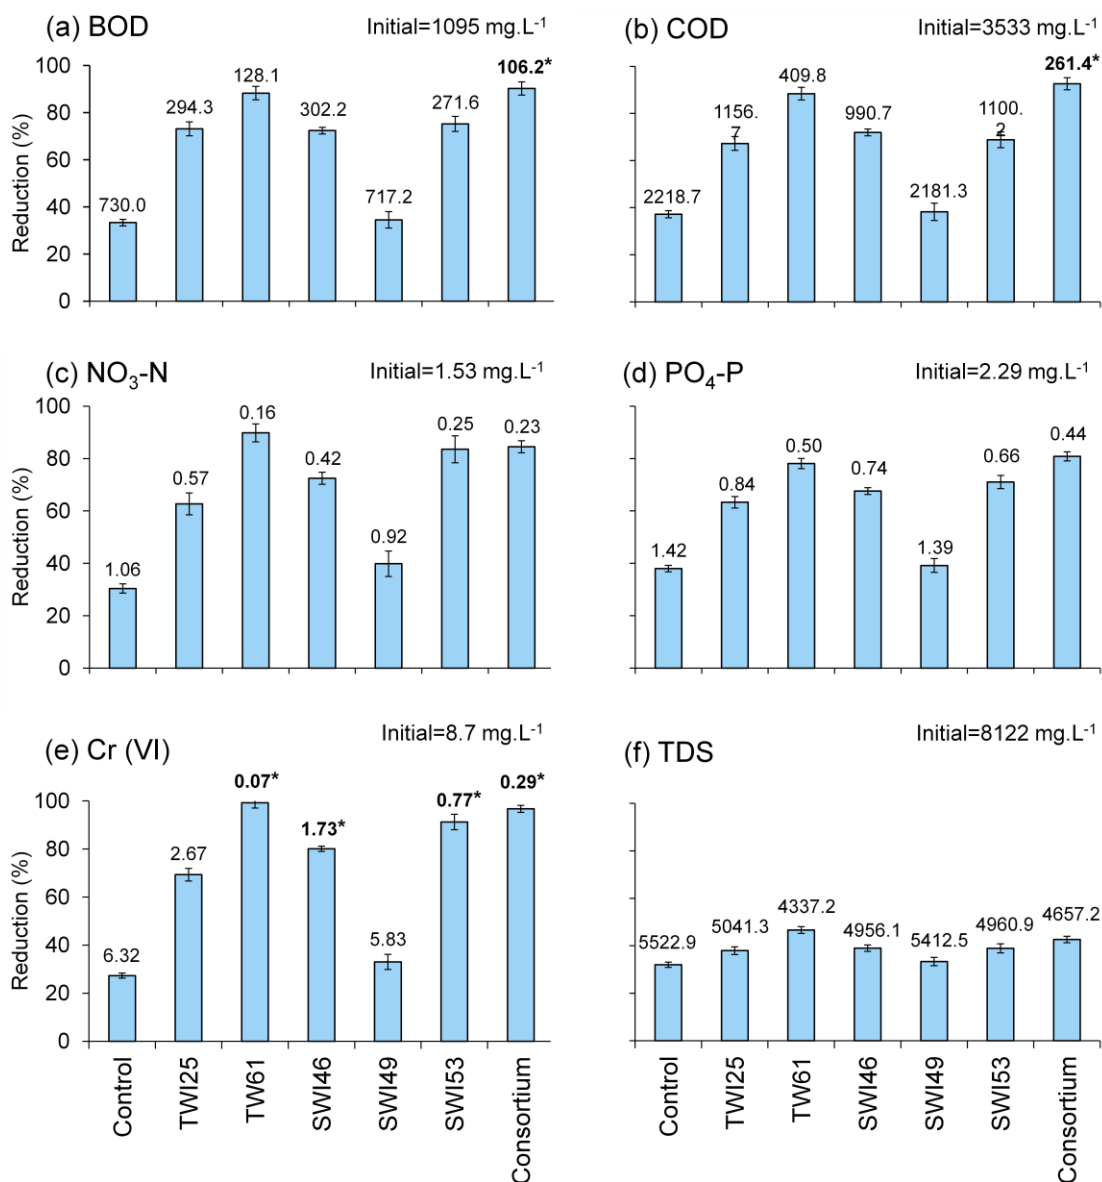 (a) BOD
Initial=1095 mg.L⁻¹
Reduction (%)
100
80
60
40
20
0
730.0
294.3
128.1
302.2
717.2
271.6
106.2*
(b) COD
Initial=3533 mg.L⁻¹
2218.7
1156.
7
409.8
990.7
2181.3
1100.
2
261.4*
(c) NO₃-N
Initial=1.53 mg.L⁻¹
Reduction (%)
100
80
60
40
20
0
1.06
0.57
0.16
0.42
0.92
0.25
0.23
(d) PO₄-P
Initial=2.29 mg.L⁻¹
1.42
0.84
0.50
0.74
1.39
0.66
0.44
(e) Cr (VI)
Initial=8.7 mg.L⁻¹
Reduction (%)
100
80
60
40
20
0
6.32
2.67
0.07*
1.73*
5.83
0.77*
0.29*
Control
TWI25
TW61
SWI46
SWI49
SWI53
Consortium
(f) TDS
Initial=8122 mg.L⁻¹
5522.9
5041.3
4337.2
4956.1
5412.5
4960.9
4657.2
Control
TWI25
TW61
SWI46
SWI49
SWI53
Consortium